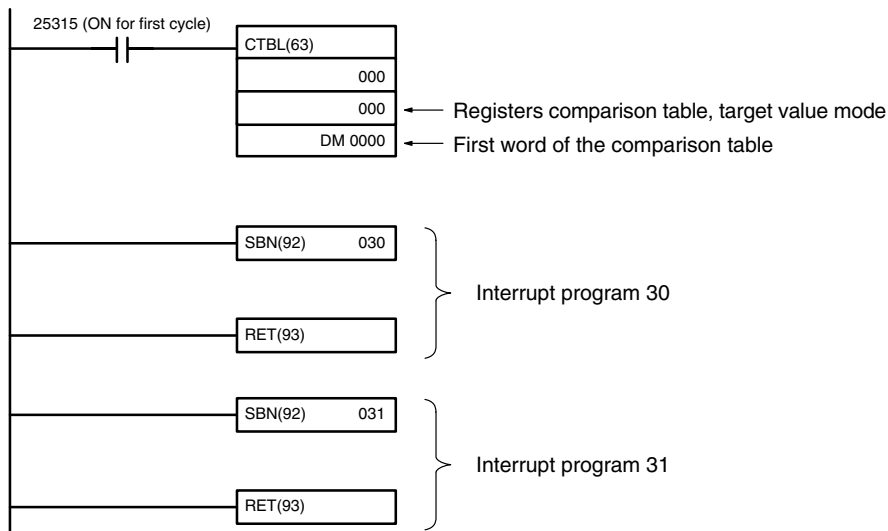 25315 (ON for first cycle)
CTBL(63)
000
000
Registers comparison table, target value mode
DM 0000
First word of the comparison table
SBN(92) 030
Interrupt program 30
RET(93)
SBN(92) 031
Interrupt program 31
RET(93)